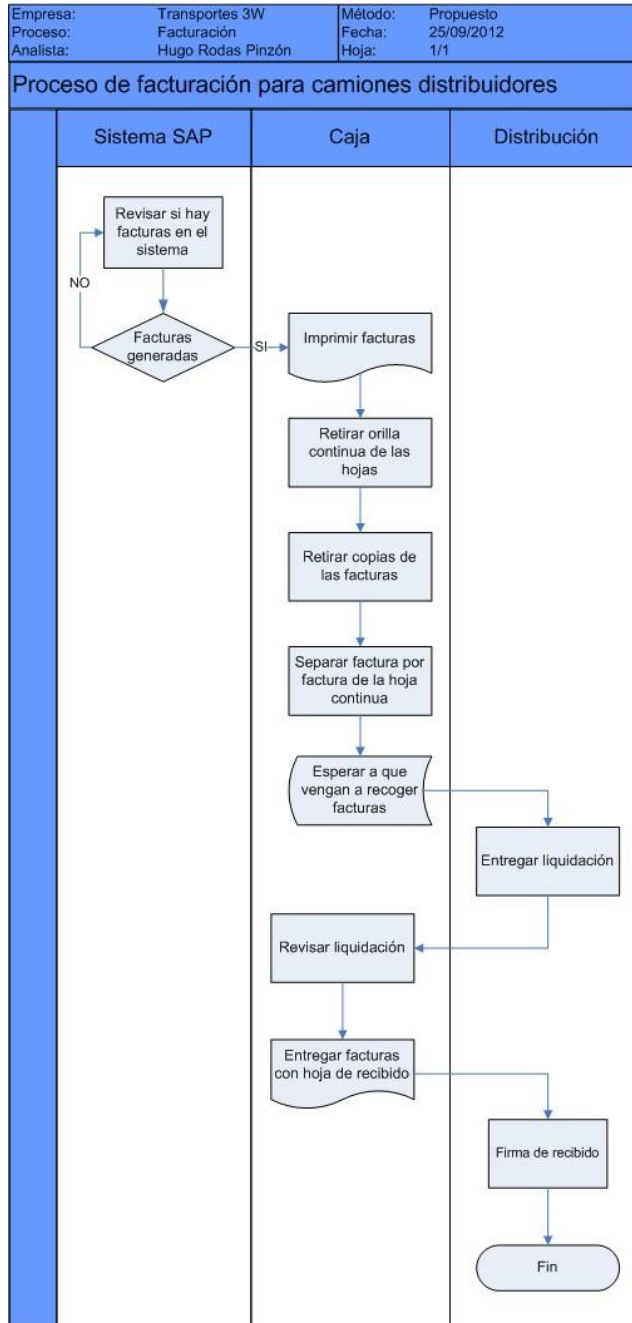 Empresa: Transportes 3W Método: Propuesto
Proceso: Facturación Fecha: 25/09/2012
Analista: Hugo Rodas Pinzón Hoja: 1/1
Proceso de facturación para camiones distribuidores
Sistema SAP Caja Distribución
Revisar si hay
facturas en el
sistema
NO
Facturas
generadas
SI
Imprimir facturas
Retirar orilla
continua de las
hojas
Retirar copias de
las facturas
Separar factura por
factura de la hoja
continua
Esperar a que
vengan a recoger
facturas
Entregar liquidación
Revisar liquidación
Entregar facturas
con hoja de recibido
Firma de recibido
Fin